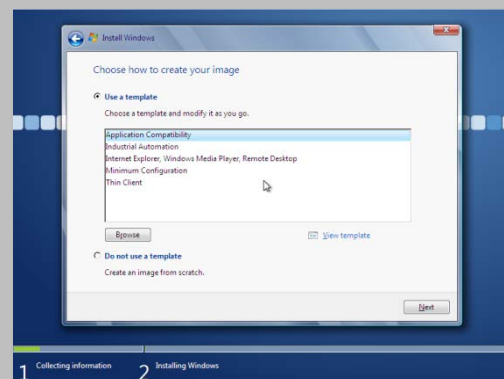 Install Windows
Choose how to create your image
Use a template
Choose a template and modify it as you go.
Application Compatibility
Industrial Automation
Internet Explorer, Windows Media Player, Remote Desktop
Minimum Configuration
Thin Client
Browse
View template
Do not use a template
Create an image from scratch.
Next
1 Collecting information
2 Installing Windows